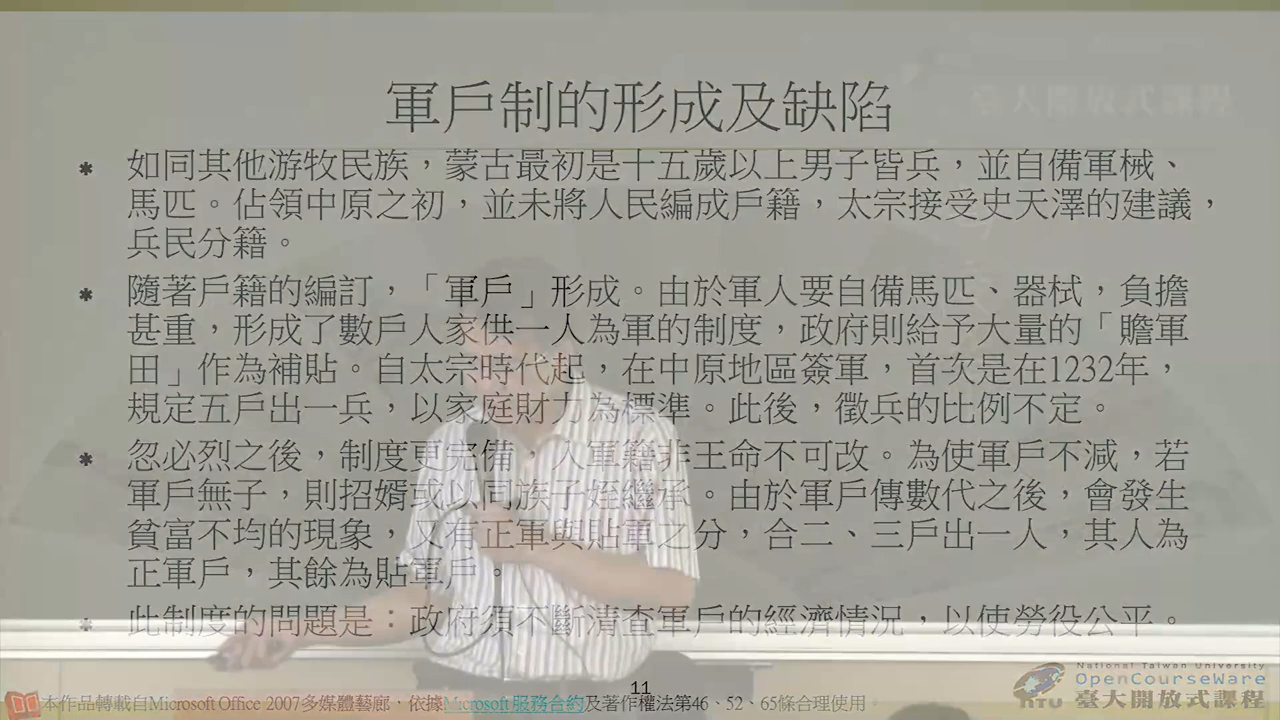 臺大開放式課程
軍戶制的形成及缺陷
* 如同其他游牧民族，蒙古最初是十五歲以上男子皆兵，並自備軍械、
馬匹。佔領中原之初，並未將人民編成戶籍，太宗接受史天澤的建議，
兵民分籍。
* 隨著戶籍的編訂，「軍戶」形成。由於軍人要自備馬匹、器栻，負擔
甚重，形成了數戶人家供一人為軍的制度，政府則給予大量的「贍軍
田」作為補貼。自太宗時代起，在中原地區簽軍，首次是在1232年，
規定五戶出一兵，以家庭財力為標準。此後，徵兵的比例不定。
* 忽必烈之後，制度更完備，入軍籍非王命不可改。為使軍戶不減，若
軍戶無子，則招婿或以同族子姪繼承。由於軍戶傳數代之後，會發生
貧富不均的現象，又有正軍與貼軍之分，合二、三戶出一人，其人為
正軍戶，其餘為貼軍戶。
* 此制度的問題是：政府須不斷清查軍戶的經濟情況，以使勞役公平。
11
本作品轉載自Microsoft Office 2007多媒體藝廊，依據Microsoft 服務合約及著作權法第46、52、65條合理使用。
National Taiwan University
OpenCourseWare
NTU 臺大開放式課程